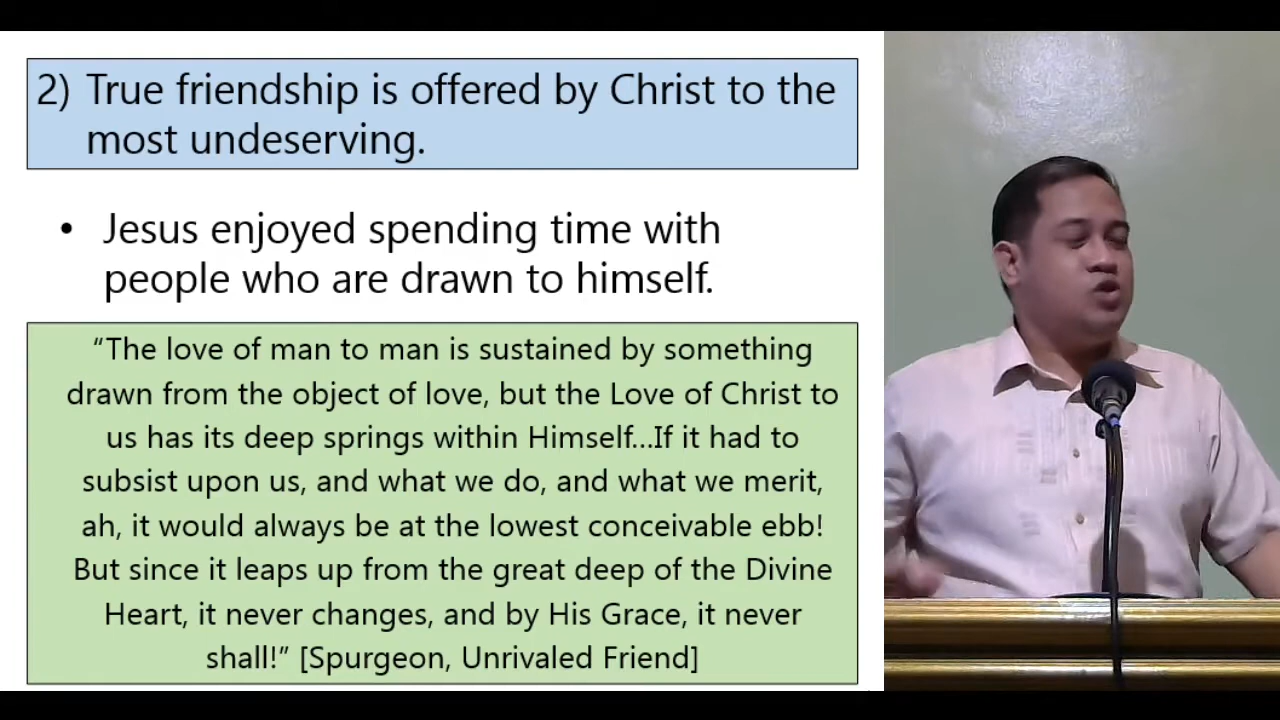 2) True friendship is offered by Christ to the
most undeserving.
• Jesus enjoyed spending time with
people who are drawn to himself.
“The love of man to man is sustained by something
drawn from the object of love, but the Love of Christ to
us has its deep springs within Himself…If it had to
subsist upon us, and what we do, and what we merit,
ah, it would always be at the lowest conceivable ebb!
But since it leaps up from the great deep of the Divine
Heart, it never changes, and by His Grace, it never
shall!” [Spurgeon, Unrivaled Friend]